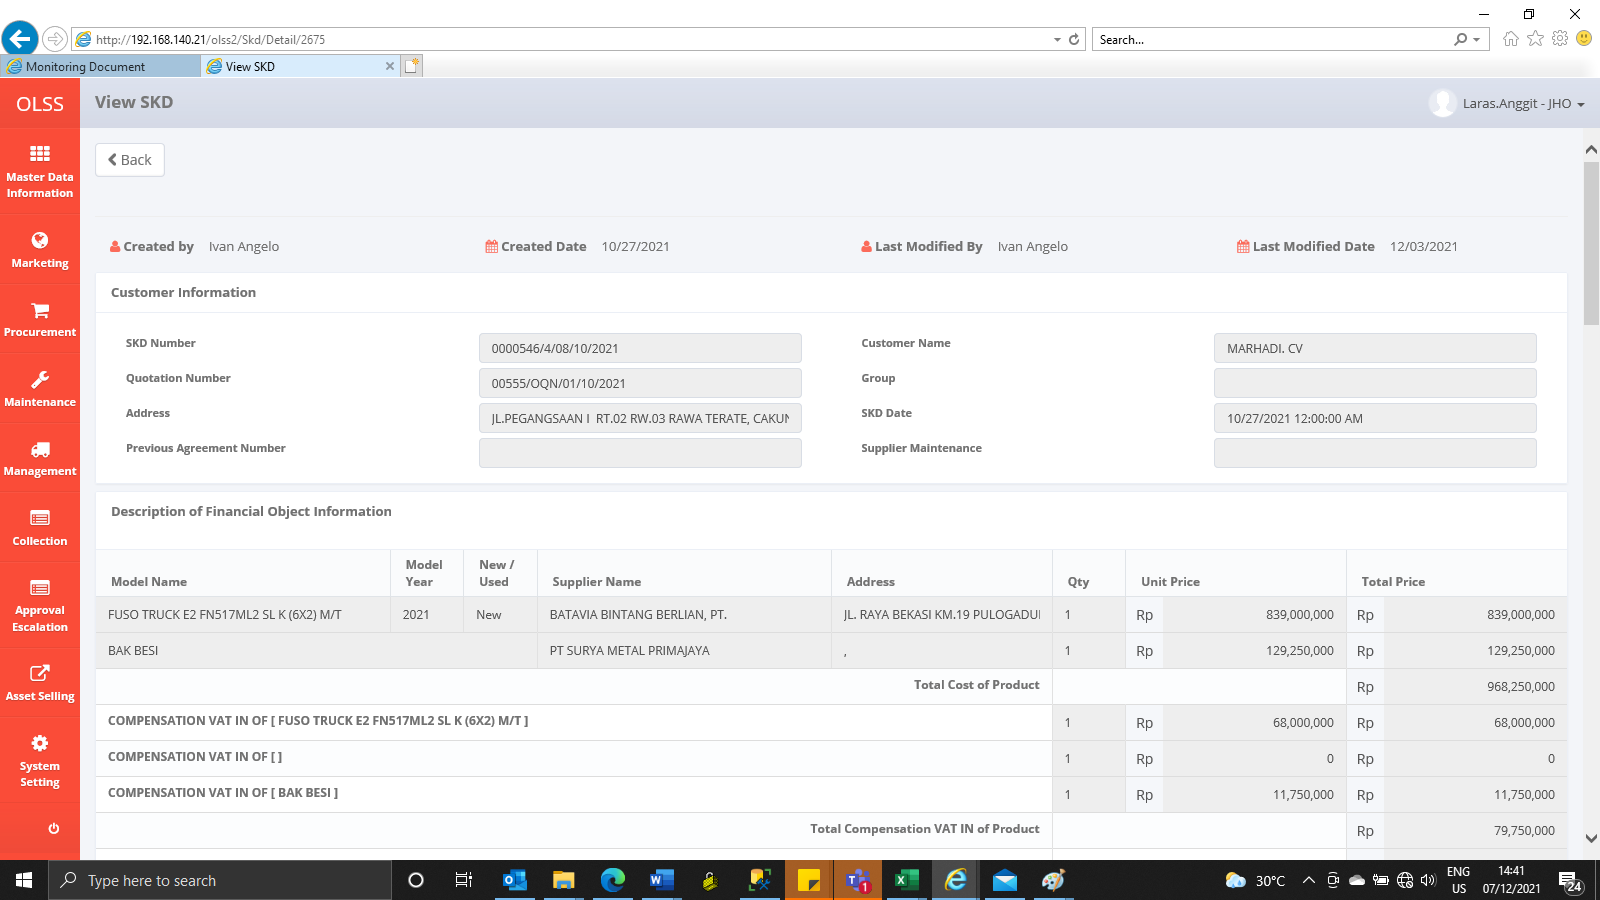 http://192.168.140.21/olss2/Skd/Detail/2675
Search...
Monitoring Document
View SKD
OLSS
View SKD
Laras.Anggit - JHO
Back
Master Data
Information
Marketing
Procurement
Maintenance
Management
Collection
Approval
Escalation
Asset Selling
System
Setting
Created by Ivan Angelo
Created Date 10/27/2021
Last Modified By Ivan Angelo
Last Modified Date 12/03/2021
Customer Information
SKD Number 0000546/4/08/10/2021
Customer Name MARHADI. CV
Quotation Number 00555/OQN/01/10/2021
Group
Address JL.PEGANGSAAN I RT.02 RW.03 RAWA TERATE, CAKUN
SKD Date 10/27/2021 12:00:00 AM
Previous Agreement Number
Supplier Maintenance
Description of Financial Object Information
Model Name Model Year New / Used Supplier Name Address Qty Unit Price Total Price
FUSO TRUCK E2 FN517ML2 SL K (6X2) M/T 2021 New BATAVIA BINTANG BERLIAN, PT. JL. RAYA BEKASI KM.19 PULOGADUI 1 Rp 839,000,000 Rp 839,000,000
BAK BESI PT SURYA METAL PRIMAJAYA , 1 Rp 129,250,000 Rp 129,250,000
Total Cost of Product Rp 968,250,000
COMPENSATION VAT IN OF [ FUSO TRUCK E2 FN517ML2 SL K (6X2) M/T ] 1 Rp 68,000,000 Rp 68,000,000
COMPENSATION VAT IN OF [ ] 1 Rp 0 Rp 0
COMPENSATION VAT IN OF [ BAK BESI ] 1 Rp 11,750,000 Rp 11,750,000
Total Compensation VAT IN of Product Rp 79,750,000
Type here to search
1
30°C
ENG
US
14:41
07/12/2021
24